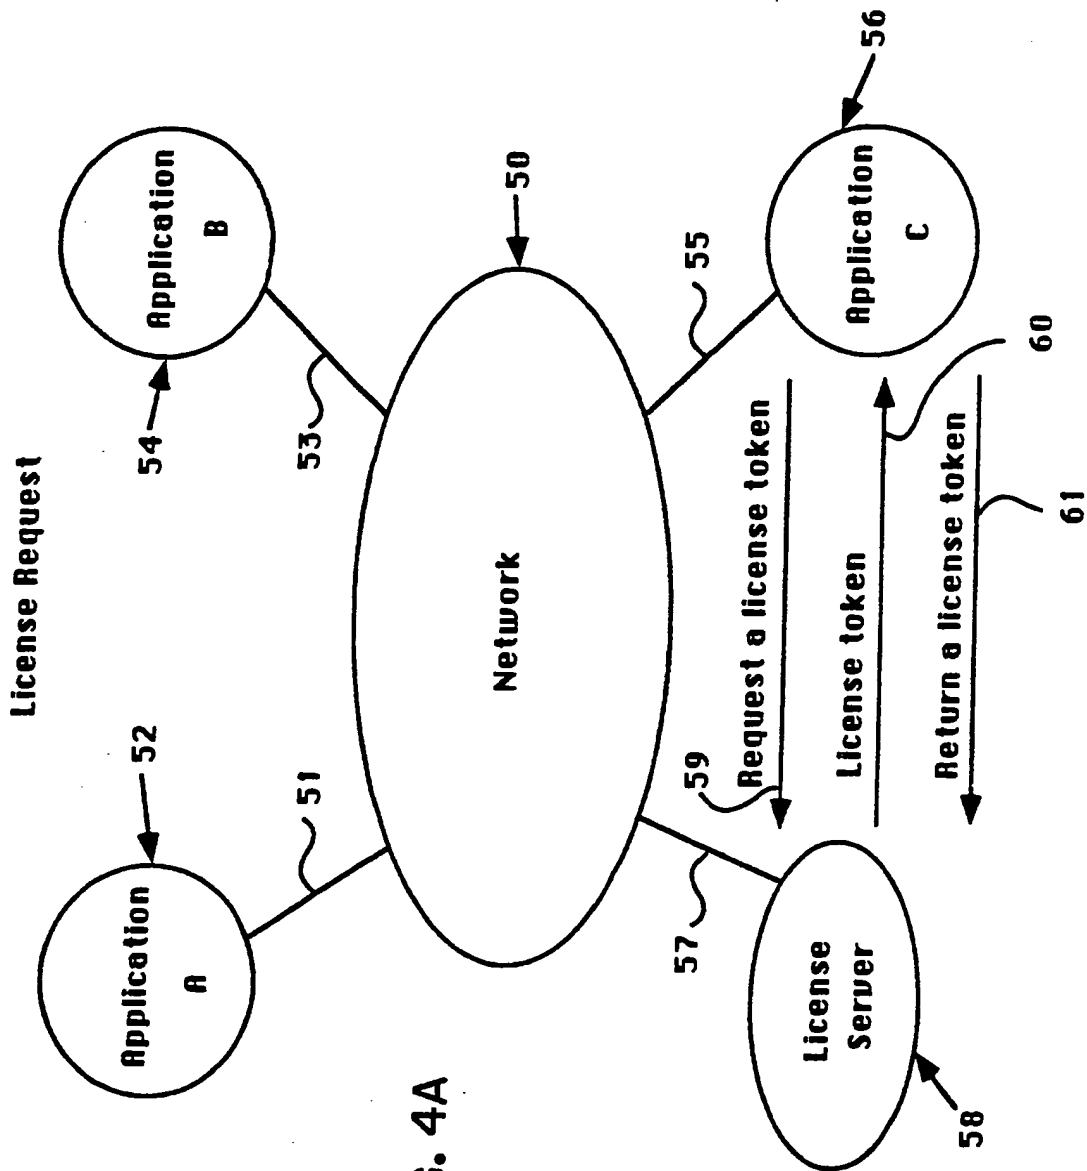 License Request
52
Application
A
51
54
Application
B
53
50
Network
57
55
License
Server
58
59
Request a license token
License token
Return a license token
Application
C
56
60
61
4A